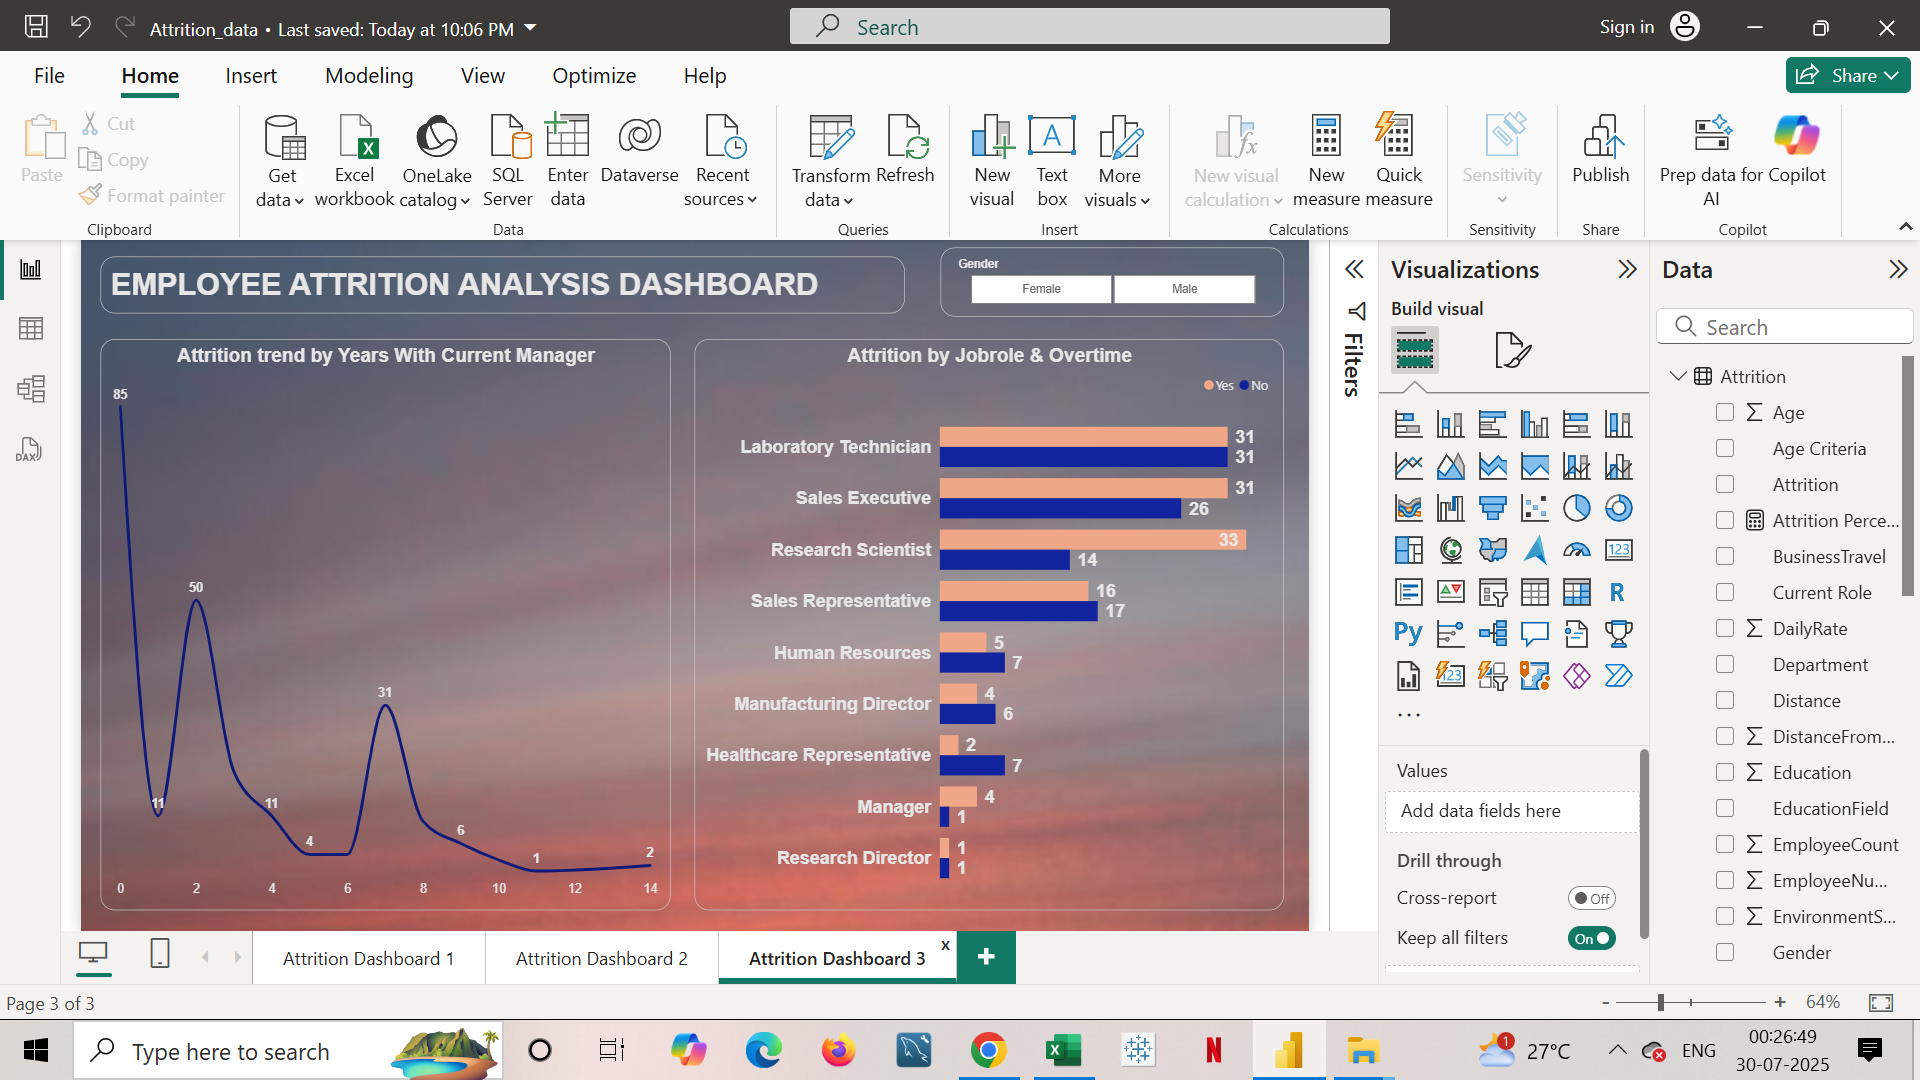 Attrition_data • Last saved: Today at 10:06 PM
Search
Sign in
File
Home
Insert
Modeling
View
Optimize
Help
Share
Paste
Cut
Copy
Format painter
Get data
Excel workbook
OneLake catalog
SQL Server
Enter data
Dataverse
Recent sources
Transform data
Refresh
New visual
Text box
More visuals
New visual calculation
New measure
Quick measure
Sensitivity
Publish
Prep data for AI
Copilot
Clipboard
Data
Queries
Insert
Calculations
Sensitivity
Share
Copilot
DAX
EMPLOYEE ATTRITION ANALYSIS DASHBOARD
Gender
Female
Male
Attrition trend by Years With Current Manager
85
11
50
11
4
31
6
1
2
0 2 4 6 8 10 12 14
Attrition by Jobrole & Overtime
Yes No
Laboratory Technician 31 31
Sales Executive 31 26
Research Scientist 33 14
Sales Representative 16 17
Human Resources 5 7
Manufacturing Director 4 6
Healthcare Representative 2 7
Manager 4 1
Research Director 1 1
Filters
Visualizations
Build visual
123
R
Py
123
...
Values
Add data fields here
Drill through
Cross-report
Off
Keep all filters
On
Data
Search
Attrition
Age
Age Criteria
Attrition
Attrition Perce...
BusinessTravel
Current Role
DailyRate
Department
Distance
DistanceFrom...
Education
EducationField
EmployeeCount
EmployeeNu...
EnvironmentS...
Gender
Attrition Dashboard 1
Attrition Dashboard 2
Attrition Dashboard 3
x
+
Page 3 of 3
- + 64%
Type here to search
N
1
27°C
ENG
00:26:49
30-07-2025